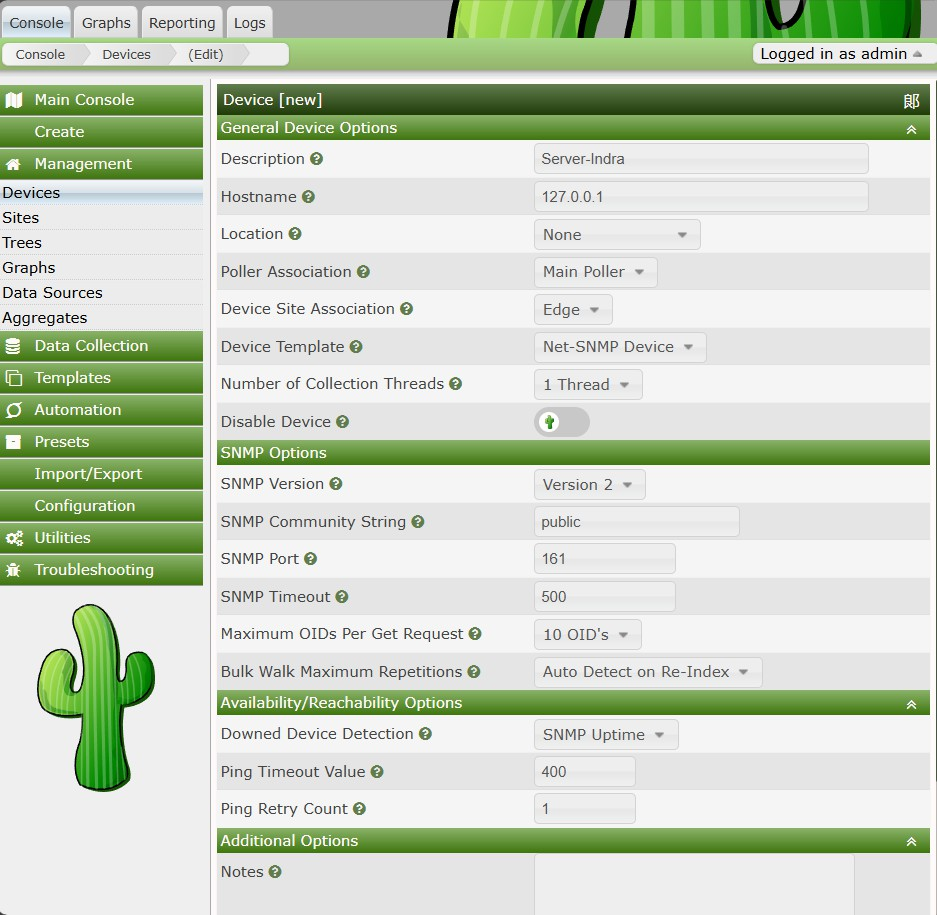 Console Graphs Reporting Logs
Console Devices (Edit) Logged in as admin
Main Console
Create
Management
Devices
Sites
Trees
Graphs
Data Sources
Aggregates
Data Collection
Templates
Automation
Presets
Import/Export
Configuration
Utilities
Troubleshooting
Device [new]
General Device Options
Description Server-Indra
Hostname 127.0.0.1
Location None
Poller Association Main Poller
Device Site Association Edge
Device Template Net-SNMP Device
Number of Collection Threads 1 Thread
Disable Device
SNMP Options
SNMP Version Version 2
SNMP Community String public
SNMP Port 161
SNMP Timeout 500
Maximum OIDs Per Get Request 10 OID's
Bulk Walk Maximum Repetitions Auto Detect on Re-Index
Availability/Reachability Options
Downed Device Detection SNMP Uptime
Ping Timeout Value 400
Ping Retry Count 1
Additional Options
Notes